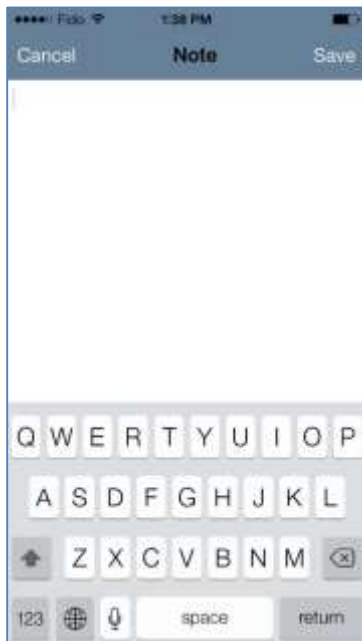 Fido 1:38 PM
Cancel Note Save
Q W E R T Y U I O P
A S D F G H J K L
Z X C V B N M
123 space return